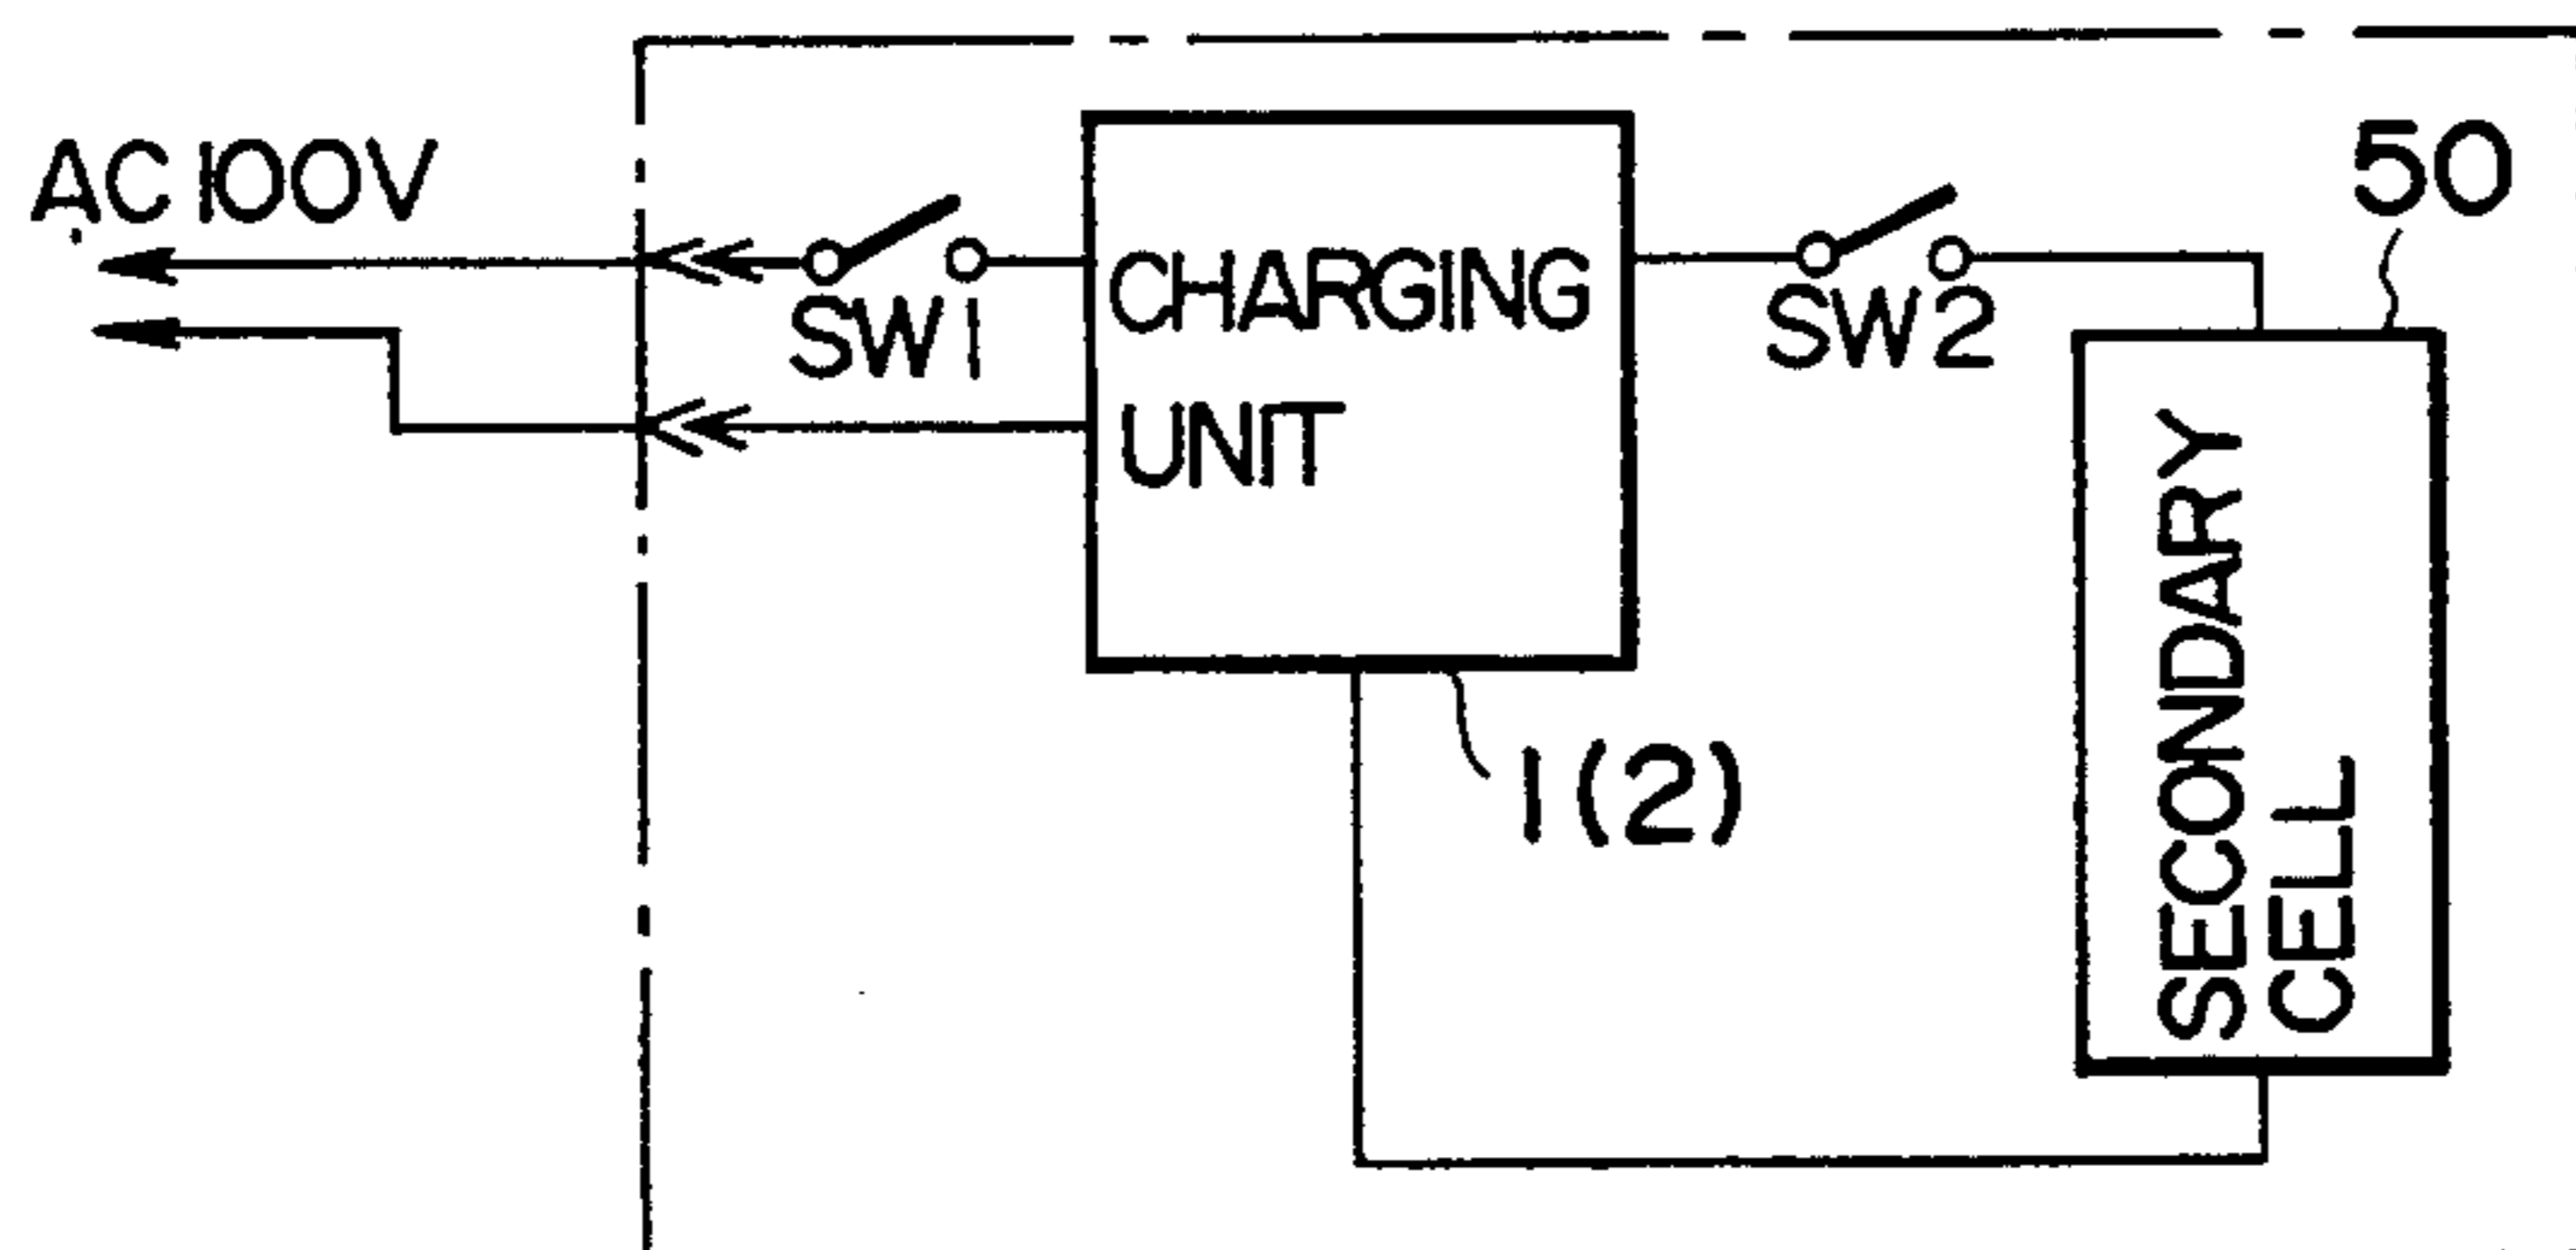 AC 100V
50
CHARGING
UNIT
SW1
SW2
SECONDARY
CELL
1(2)